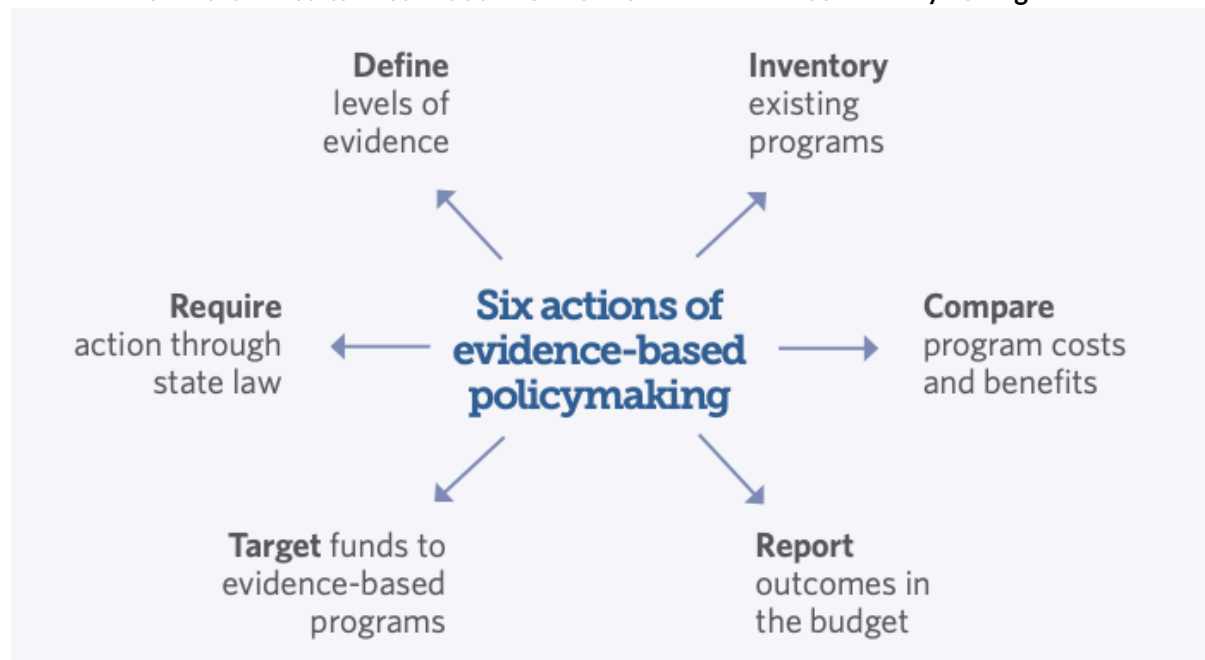 Define
levels of
evidence
Inventory
existing
programs
Require
action through
state law
Six actions of
evidence-based
policymaking
Compare
program costs
and benefits
Target funds to
evidence-based
programs
Report
outcomes in
the budget